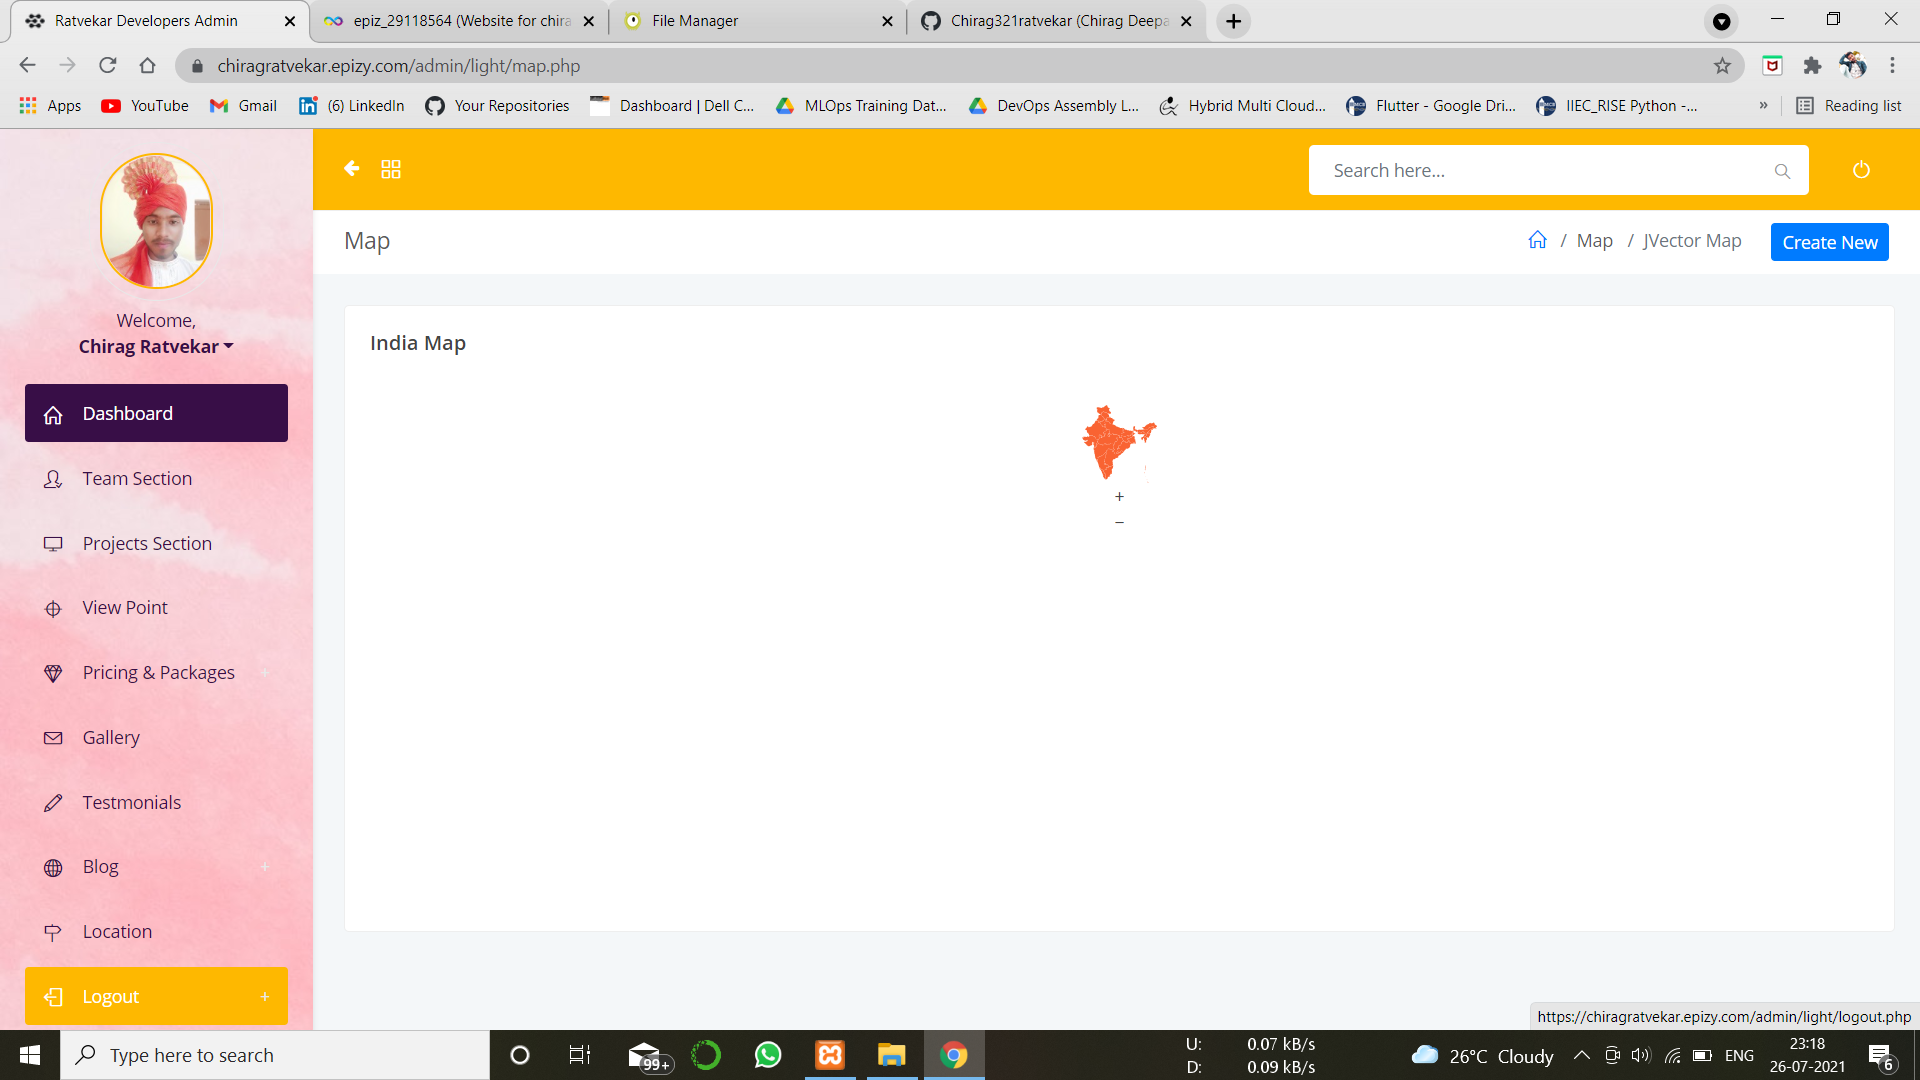 Ratvekar Developers Admin
epiz_29118564 (Website for chira
File Manager
Chirag321ratvekar (Chirag Deepa
chiragratvekar.epizy.com/admin/light/map.php
Apps
YouTube
Gmail
(6) LinkedIn
Your Repositories
Dashboard | Dell C...
MLOps Training Dat...
DevOps Assembly L...
Hybrid Multi Cloud...
Flutter - Google Dri...
IIEC_RISE Python -...
»
Reading list
Search here...
Map
/ Map / JVector Map
Create New
Welcome,
Chirag Ratvekar
India Map
+
−
Dashboard
Team Section
Projects Section
View Point
Pricing & Packages +
Gallery
Testmonials
Blog +
Location
Logout +
https://chiragratvekar.epizy.com/admin/light/logout.php
Type here to search
99+
U: 0.07 kB/s
D: 0.09 kB/s
26°C Cloudy
ENG
23:18
26-07-2021
6